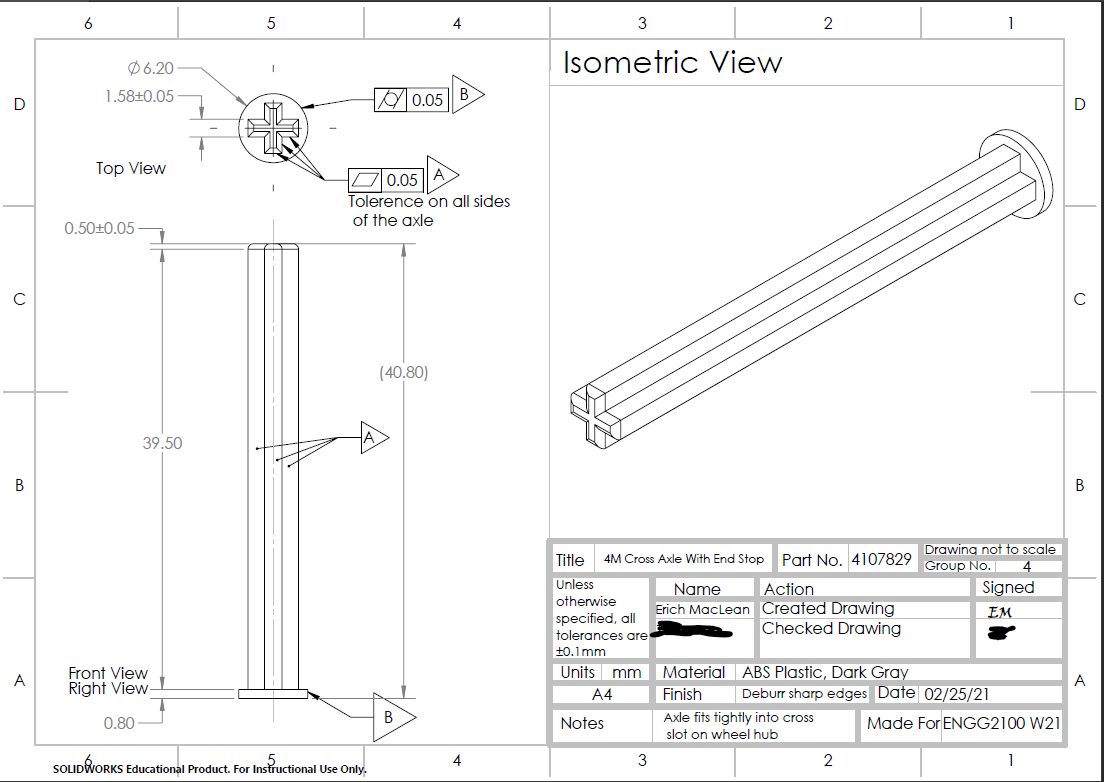 6 5 4 3 2 1
Isometric View
D
D
⌀6.20
1.58±0.05
0.05
B
Top View
0.05
A
Tolerence on all sides
of the axle
0.50±0.05
C
C
(40.80)
39.50
A
B
B
Front View
Right View
0.80
B
A
A
Title 4M Cross Axle With End Stop Part No. 4107829 Drawing not to scale
Group No. 4
Unless
otherwise
specified, all
tolerances are
±0.1mm
Name Action Signed
Erich MacLean Created Drawing EM
Checked Drawing
Units mm Material ABS Plastic, Dark Gray
A4 Finish Deburr sharp edges Date 02/25/21
Notes Axle fits tightly into cross
slot on wheel hub
Made For ENGG2100 W21
6 5 4 3 2 1
SOLIDWORKS Educational Product. For Instructional Use Only.